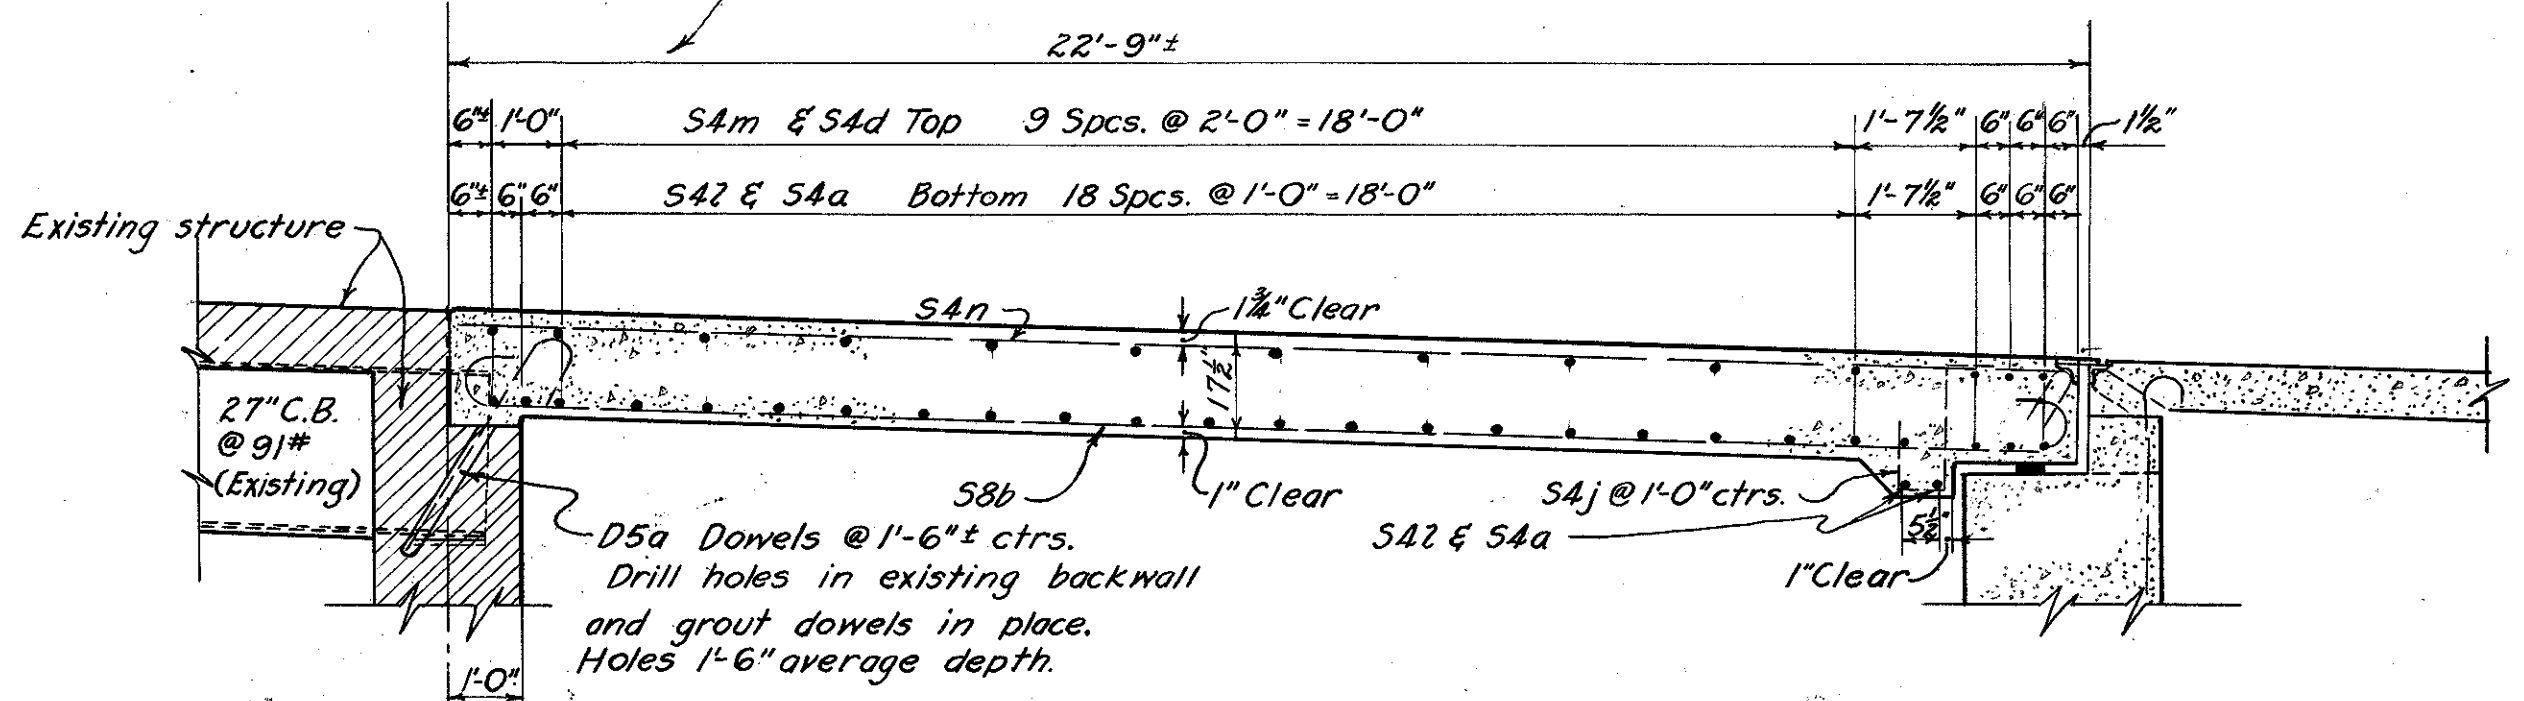 22'-9"±
6"± 1'-0" S4m & S4d Top 9 Spcs. @ 2'-0" = 18'-0" 1'-7½" 6" 6" 6" 1½"
6"± 6" 6" S4l & S4a Bottom 18 Spcs. @ 1'-0" = 18'-0" 1'-7½" 6" 6" 6"
Existing structure
S4n
1¾" Clear
17½"
27" C.B.
@ 91#
(Existing)
S8b
1" Clear
S4j @ 1'-0" ctrs.
S4l & S4a
5½"
1" Clear
D5a Dowels @ 1'-6"± ctrs.
Drill holes in existing backwall
and grout dowels in place.
Holes 1'-6" average depth.
1'-0"